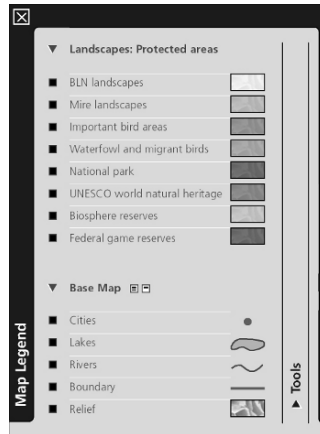 Landscapes: Protected areas
BLN landscapes
Mire landscapes
Important bird areas
Waterfowl and migrant birds
National park
UNESCO world natural heritage
Biosphere reserves
Federal game reserves
Base Map
Cities
Lakes
Rivers
Boundary
Relief
Map Legend
Tools